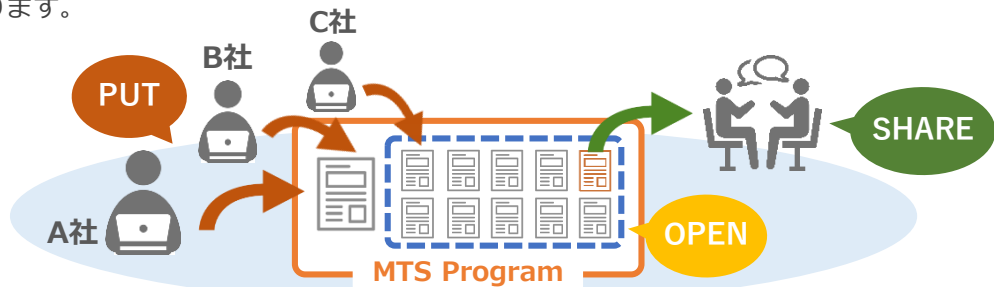 ります。
C社
B社
PUT
A社
SHARE
OPEN
MTS Program